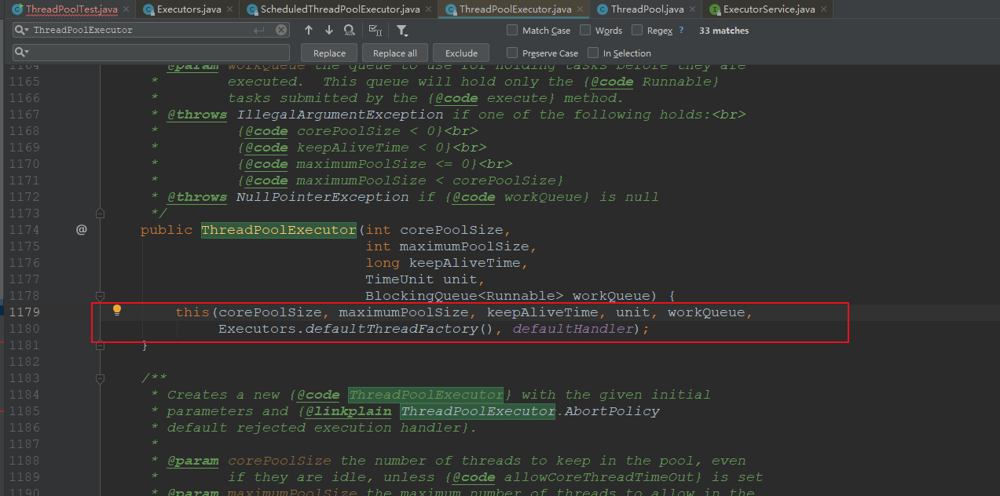 ThreadPoolTest.java × Executors.java × ScheduledThreadPoolExecutor.java × ThreadPoolExecutor.java × ThreadPool.java × ExecutorService.java ×
ThreadPoolExecutor Match Case Words Regex ? 33 matches
Replace Replace all Exclude Preserve Case In Selection
1164 * @param workQueue the queue to use for holding tasks before they are
1165 * executed. This queue will hold only the {@code Runnable}
1166 * tasks submitted by the {@code execute} method.
1167 * @throws IllegalArgumentException if one of the following holds:<br>
1168 * {@code corePoolSize < 0}<br>
1169 * {@code keepAliveTime < 0}<br>
1170 * {@code maximumPoolSize <= 0}<br>
1171 * {@code maximumPoolSize < corePoolSize}
1172 * @throws NullPointerException if {@code workQueue} is null
1173 */
1174 @ public ThreadPoolExecutor(int corePoolSize,
1175 int maximumPoolSize,
1176 long keepAliveTime,
1177 TimeUnit unit,
1178 BlockingQueue<Runnable> workQueue) {
1179 this(corePoolSize, maximumPoolSize, keepAliveTime, unit, workQueue,
1180 Executors.defaultThreadFactory(), defaultHandler);
1181 }
1182
1183 /**
1184 * Creates a new {@code ThreadPoolExecutor} with the given initial
1185 * parameters and {@linkplain ThreadPoolExecutor.AbortPolicy
1186 * default rejected execution handler}.
1187 *
1188 * @param corePoolSize the number of threads to keep in the pool, even
1189 * if they are idle, unless {@code allowCoreThreadTimeOut} is set
1190 * @param maximumPoolSize the maximum number of threads to allow in the